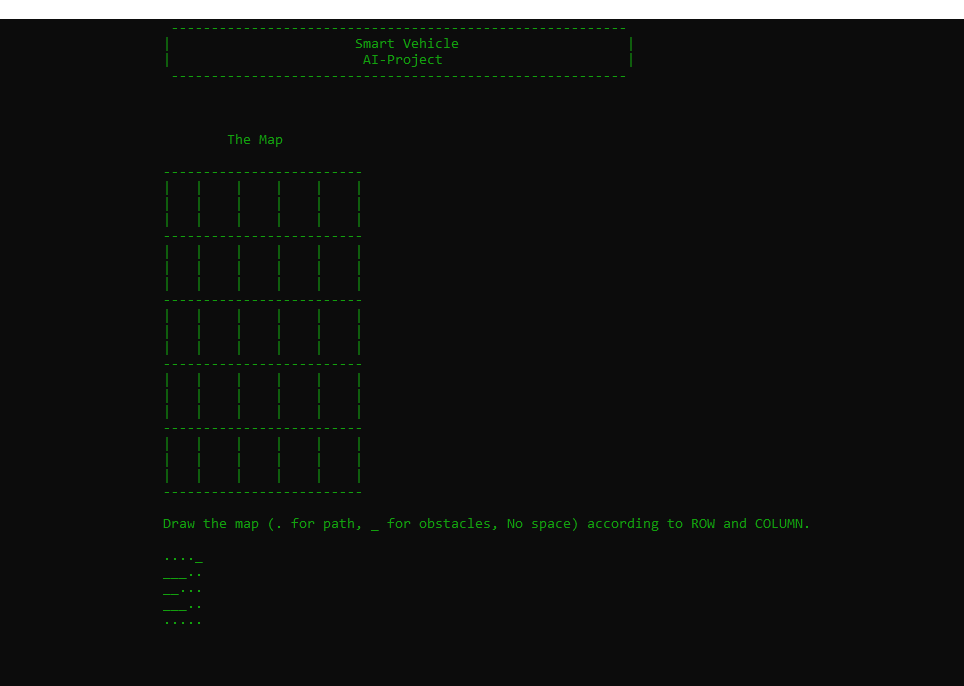 ---------------------------------------------------------
|                       Smart Vehicle                     |
|                        AI-Project                       |
---------------------------------------------------------
The Map
-------------------------
|   |    |    |    |    |
|   |    |    |    |    |
|   |    |    |    |    |
-------------------------
|   |    |    |    |    |
|   |    |    |    |    |
|   |    |    |    |    |
-------------------------
|   |    |    |    |    |
|   |    |    |    |    |
|   |    |    |    |    |
-------------------------
|   |    |    |    |    |
|   |    |    |    |    |
|   |    |    |    |    |
-------------------------
|   |    |    |    |    |
|   |    |    |    |    |
|   |    |    |    |    |
-------------------------
Draw the map (. for path, _ for obstacles, No space) according to ROW and COLUMN.
...._
___..
__...
___..
.....